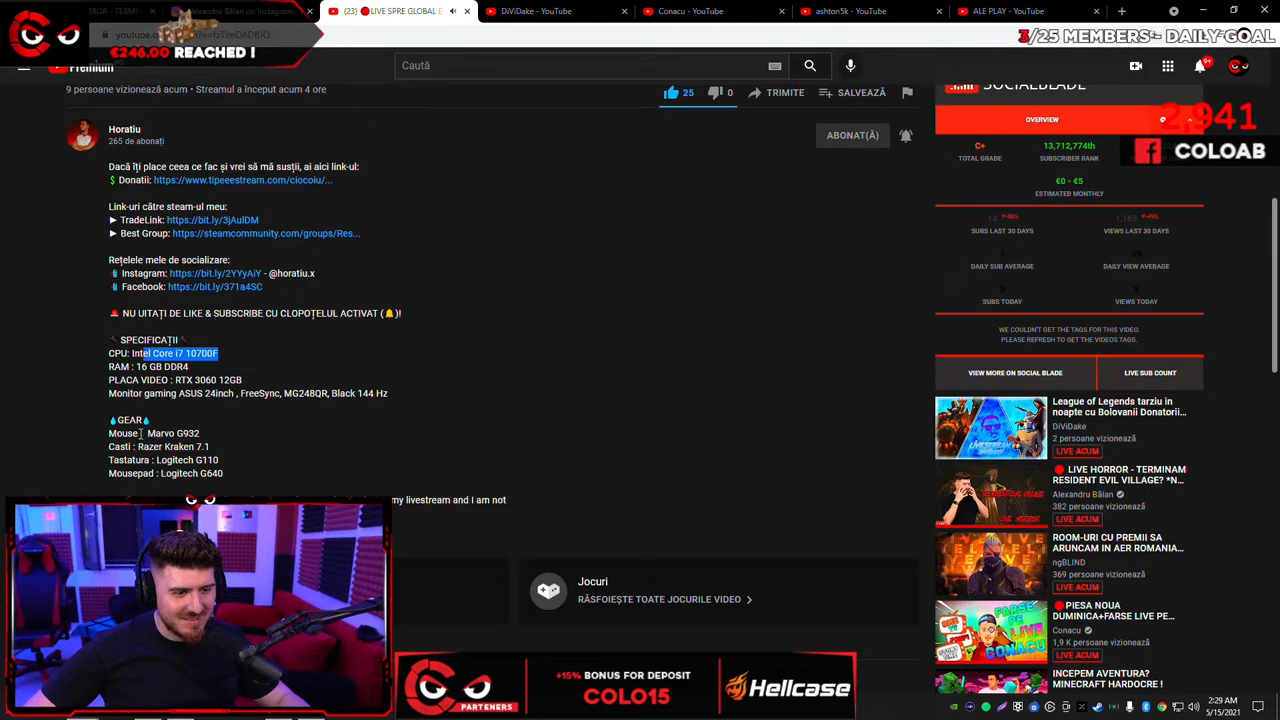 (23) 🔴LIVE SPRE GLOBAL E
DiViDake - YouTube
Conacu - YouTube
ashton5k - YouTube
ALE PLAY - YouTube
€246.00 REACHED !
3/25 MEMBERS - DAILY GOAL
Premium
Caută
9+
9 persoane vizionează acum • Streamul a început acum 4 ore
25
0
TRIMITE
SALVEAZĂ
Horatiu
265 de abonați
ABONAT(Ă)
Dacă îți place ceea ce fac și vrei să mă susții, ai aici link-ul:
💲 Donatii: https://www.tipeeestream.com/ciocoiu/...
Link-uri către steam-ul meu:
► TradeLink: https://bit.ly/3jAulDM
► Best Group: https://steamcommunity.com/groups/Res...
Rețelele mele de socializare:
Instagram: https://bit.ly/2YYyAiY - @horatiu.x
Facebook: https://bit.ly/371a4SC
🚨 NU UITAȚI DE LIKE & SUBSCRIBE CU CLOPOȚELUL ACTIVAT (🔔)!
SPECIFICAȚII
CPU: Intel Core i7 10700F
RAM : 16 GB DDR4
PLACA VIDEO : RTX 3060 12GB
Monitor gaming ASUS 24inch , FreeSync, MG248QR, Black 144 Hz
💧GEAR💧
Mouse : Marvo G932
Casti : Razer Kraken 7.1
Tastatura : Logitech G110
Mousepad : Logitech G640
my livestream and I am not
Jocuri
RĂSFOIEȘTE TOATE JOCURILE VIDEO
SOCIALBLADE
OVERVIEW
2,941
COLOAB
C+
TOTAL GRADE
13,712,774th
SUBSCRIBER RANK
€0 - €5
ESTIMATED MONTHLY
SUBS LAST 30 DAYS
VIEWS LAST 30 DAYS
DAILY SUB AVERAGE
DAILY VIEW AVERAGE
SUBS TODAY
VIEWS TODAY
WE COULDN'T GET THE TAGS FOR THIS VIDEO.
PLEASE REFRESH TO GET THE VIDEOS TAGS.
VIEW MORE ON SOCIAL BLADE
LIVE SUB COUNT
League of Legends tarziu in
noapte cu Bolovanii Donatorii...
DiViDake
2 persoane vizionează
LIVE ACUM
🔴 LIVE HORROR - TERMINAM
RESIDENT EVIL VILLAGE? *N...
Alexandru Bălan
382 persoane vizionează
LIVE ACUM
ROOM-URI CU PREMII SA
ARUNCAM IN AER ROMANIA...
ngBLIND
369 persoane vizionează
LIVE ACUM
🔴PIESA NOUA
DUMINICA+FARSE LIVE PE...
Conacu
1,9 K persoane vizionează
LIVE ACUM
INCEPEM AVENTURA?
MINECRAFT HARDCORE !
PARTENERS
+15% BONUS FOR DEPOSIT
COLO15
Hellcase
2:29 AM
5/15/2021